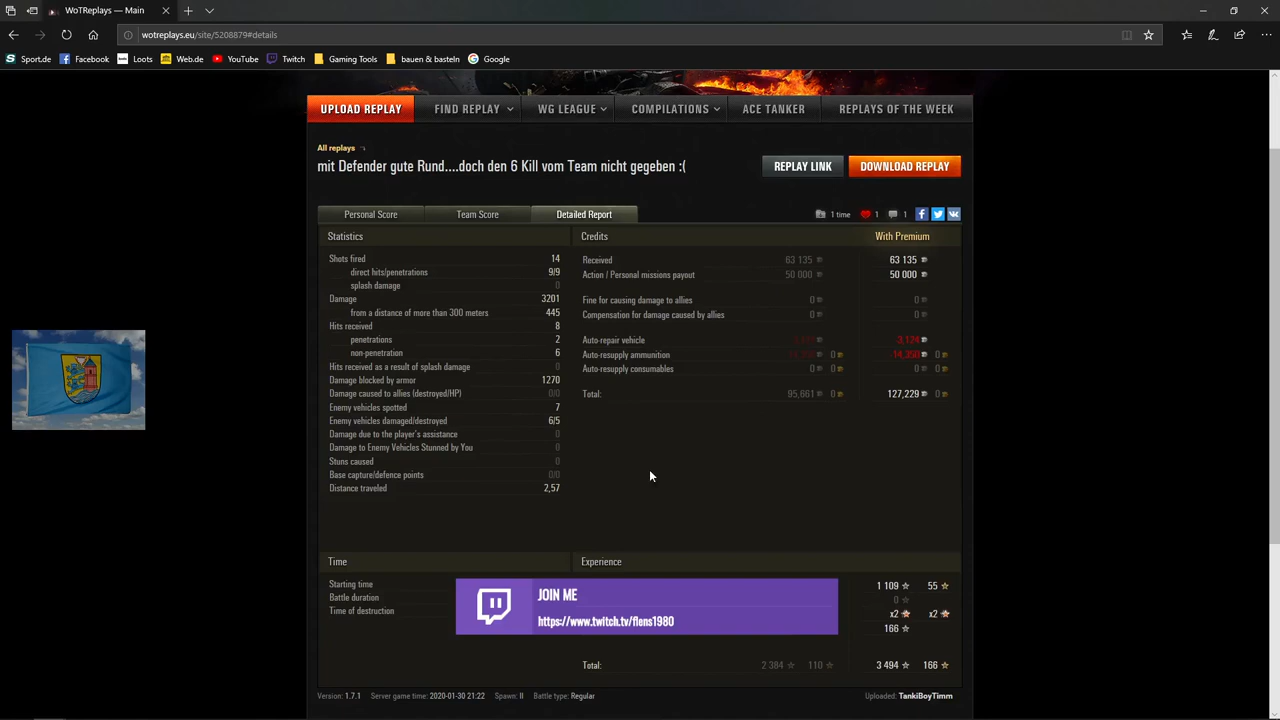 WoTReplays — Main
wotreplays.eu/site/5208879#details
Sport.de Facebook Loots Web.de YouTube Twitch Gaming Tools bauen & basteln Google
UPLOAD REPLAY FIND REPLAY WG LEAGUE COMPILATIONS ACE TANKER REPLAYS OF THE WEEK
All replays
mit Defender gute Rund....doch den 6 Kill vom Team nicht gegeben :(
REPLAY LINK DOWNLOAD REPLAY
Personal Score Team Score Detailed Report 1 time 1 1
Statistics
Shots fired 14
direct hits/penetrations 9/9
splash damage 0
Damage 3201
from a distance of more than 300 meters 445
Hits received 8
penetrations 2
non-penetration 6
Hits received as a result of splash damage 0
Damage blocked by armor 1270
Damage caused to allies (destroyed/HP) 0/0
Enemy vehicles spotted 7
Enemy vehicles damaged/destroyed 6/5
Damage due to the player's assistance 0
Damage to Enemy Vehicles Stunned by You 0
Stuns caused 0
Base capture/defence points 0/0
Distance traveled 2,57
Credits With Premium
Received 63 135 63 135
Action / Personal missions payout 50 000 50 000
Fine for causing damage to allies 0 0
Compensation for damage caused by allies 0 0
Auto-repair vehicle
Auto-resupply ammunition 0 0
Auto-resupply consumables 0 0 0 0
Total: 95,661 0 127,229 0
Time
Starting time
Battle duration
Time of destruction
Experience
1 109 55
0
x2 x2
166
JOIN ME
https://www.twitch.tv/flens1980
Total: 2 384 110 3 494 166
Version: 1.7.1 Server game time: 2020-01-30 21:22 Spawn: II Battle type: Regular Uploaded: TankiBoyTimm